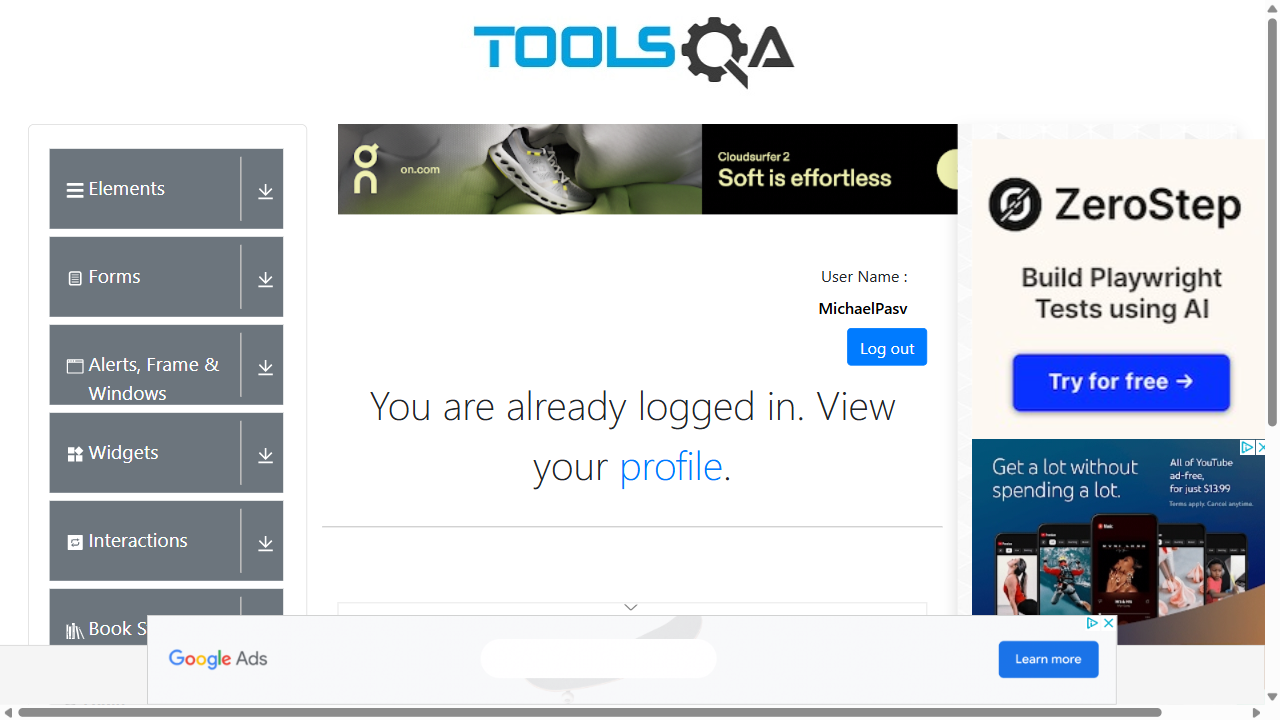 TOOLSQA
Elements
Forms
Alerts, Frame &
Windows
Widgets
Interactions
Book S
on
on.com
Cloudsurfer 2
Soft is effortless
User Name :
MichaelPasv
Log out
You are already logged in. View
your profile.
ZeroStep
Build Playwright
Tests using AI
Try for free →
Get a lot without
spending a lot.
All of YouTube
ad-free,
for just $13.99
Terms apply. Cancel anytime.
Google Ads
Learn more